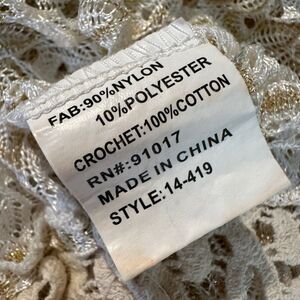 FAB:90%NYLON
10%POLYESTER
CROCHET:100%COTTON
RN#:91017
MADE IN CHINA
STYLE:14-419